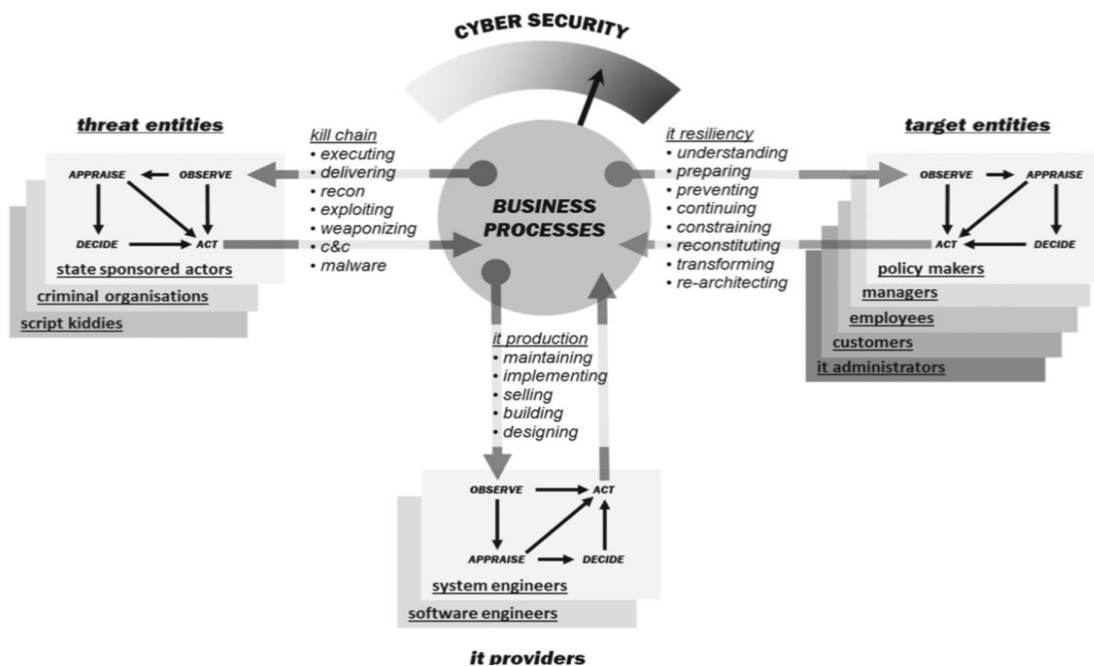 CYBER SECURITY
threat entities
OBSERVE
APPRAISE
DECIDE
ACT
state sponsored actors
criminal organisations
script kiddies
kill chain
• executing
• delivering
• recon
• exploiting
• weaponizing
• c&c
• malware
BUSINESS
PROCESSES
it resiliency
• understanding
• preparing
• preventing
• continuing
• constraining
• reconstituting
• transforming
• re-architecting
target entities
OBSERVE
APPRAISE
ACT
DECIDE
policy makers
managers
employees
customers
it administrators
it production
• maintaining
• implementing
• selling
• building
• designing
OBSERVE
ACT
APPRAISE
DECIDE
system engineers
software engineers
it providers